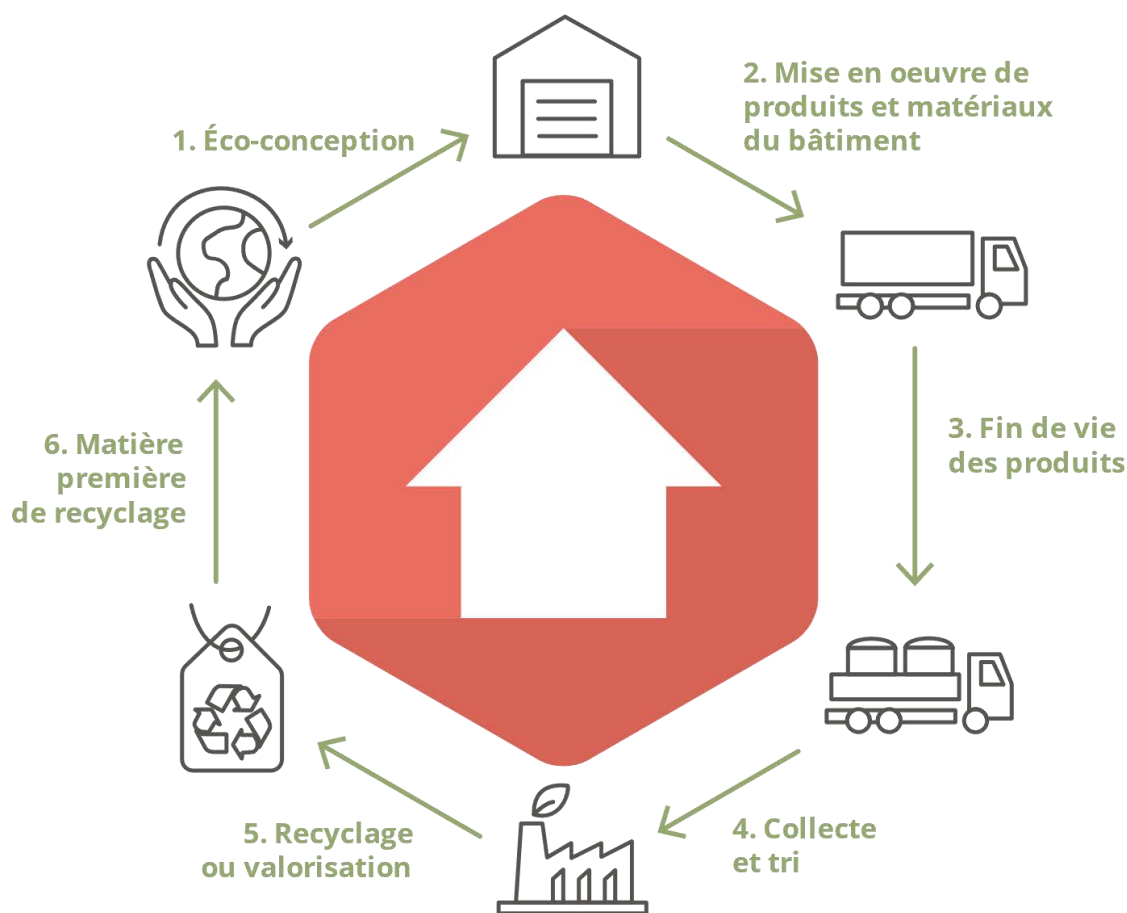 1. Éco-conception
2. Mise en oeuvre de
produits et matériaux
du bâtiment
3. Fin de vie
des produits
4. Collecte
et tri
5. Recyclage
ou valorisation
6. Matière
première
de recyclage